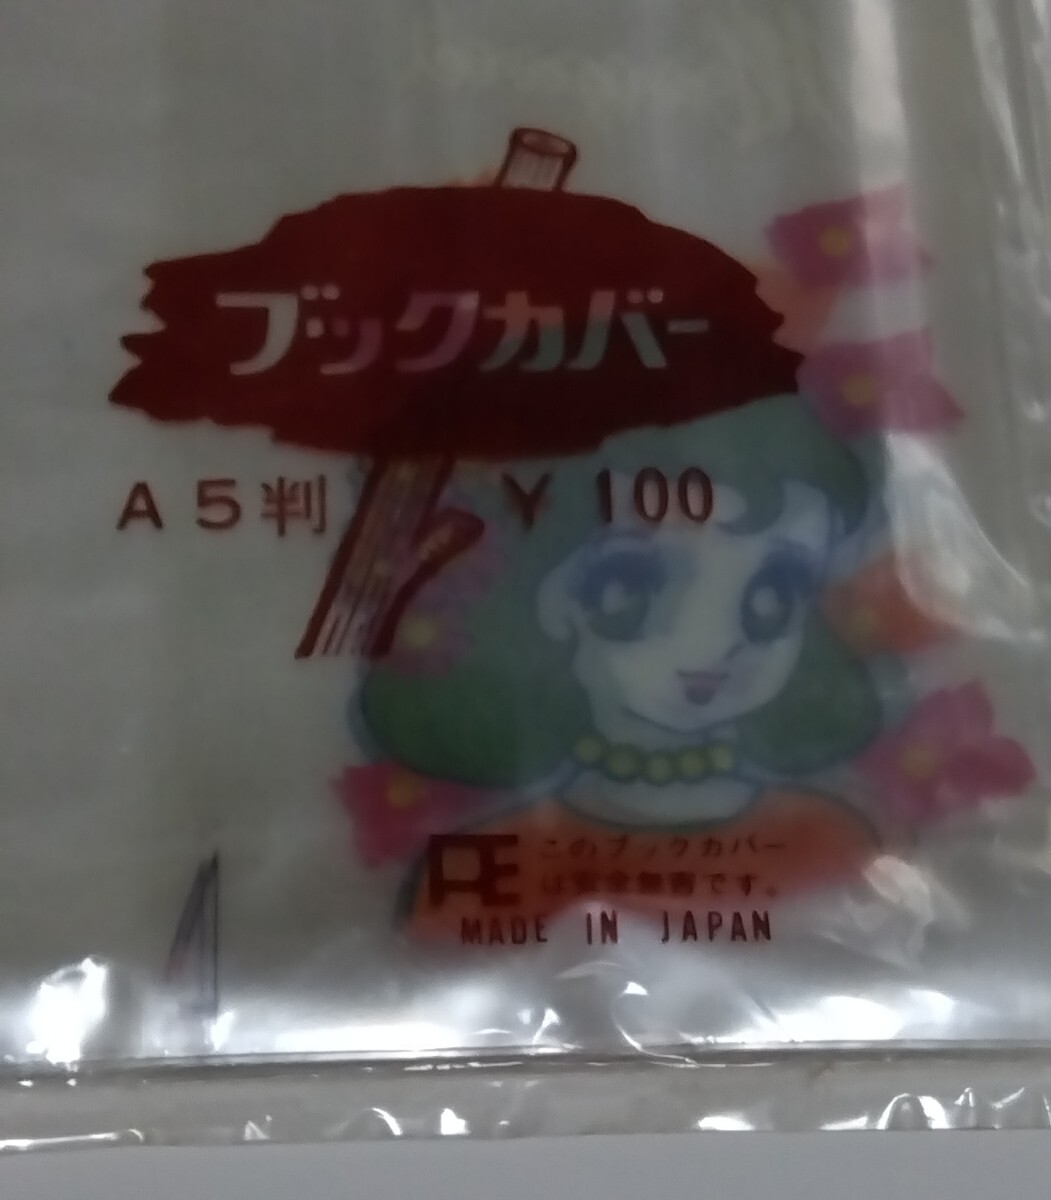 ブックカバー
A5判 ¥100
PE
このブックカバー
は安全無害です。
MADE IN JAPAN